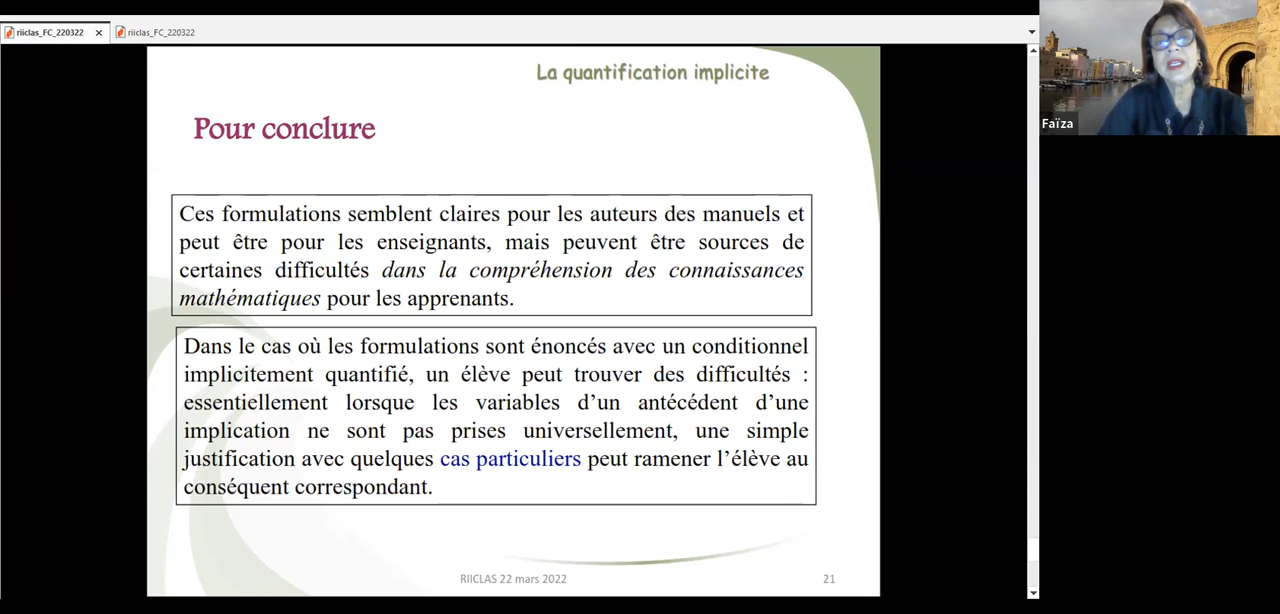 riiclas_FC_220322
riiclas_FC_220322
La quantification implicite
Pour conclure
Ces formulations semblent claires pour les auteurs des manuels et
peut être pour les enseignants, mais peuvent être sources de
certaines difficultés dans la compréhension des connaissances
mathématiques pour les apprenants.
Dans le cas où les formulations sont énoncés avec un conditionnel
implicitement quantifié, un élève peut trouver des difficultés :
essentiellement lorsque les variables d’un antécédent d’une
implication ne sont pas prises universellement, une simple
justification avec quelques cas particuliers peut ramener l’élève au
conséquent correspondant.
RIICLAS 22 mars 2022
21
Faïza